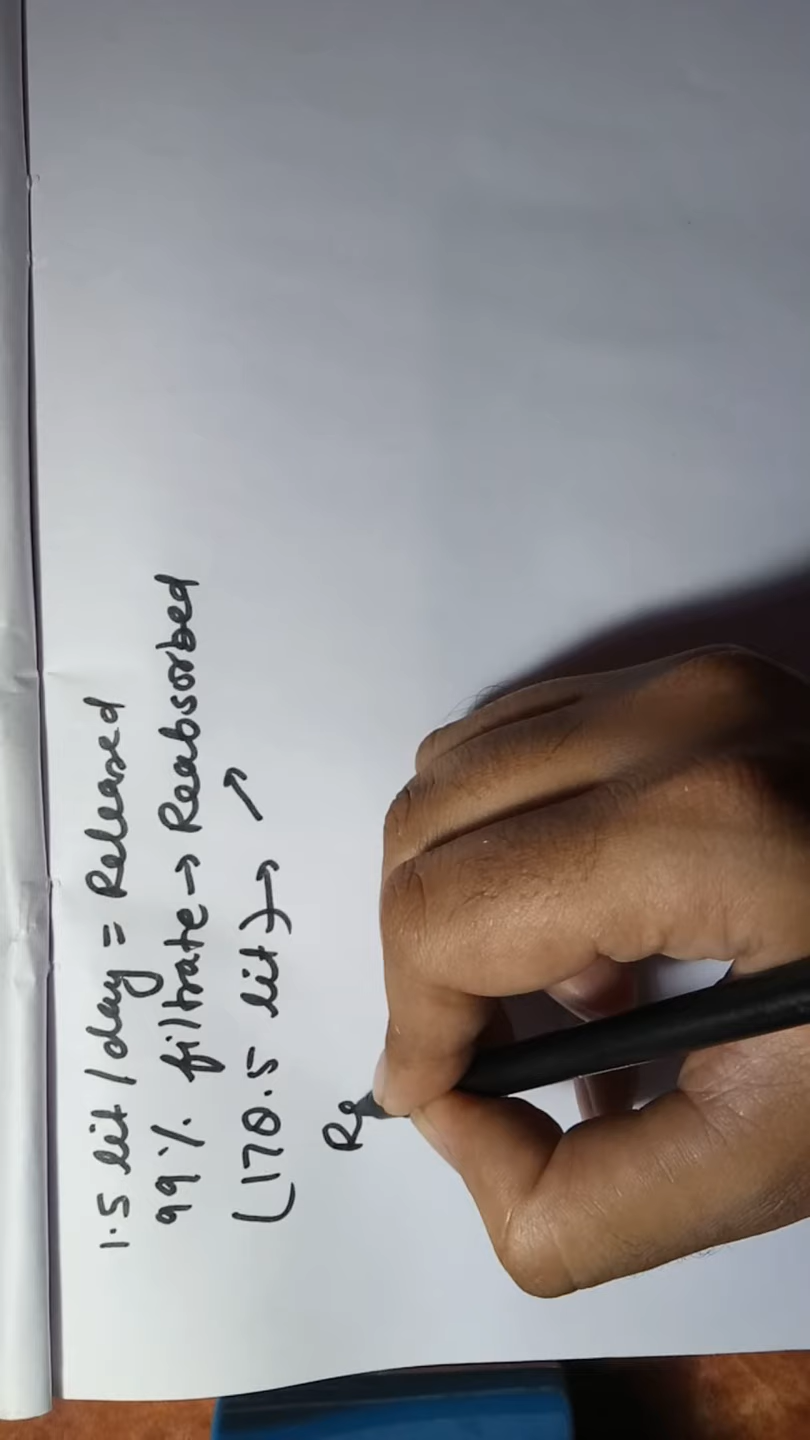 1.5 lit / day = Released
99% filtrate → Reabsorbed
(170.5 lit) → ↗
Re